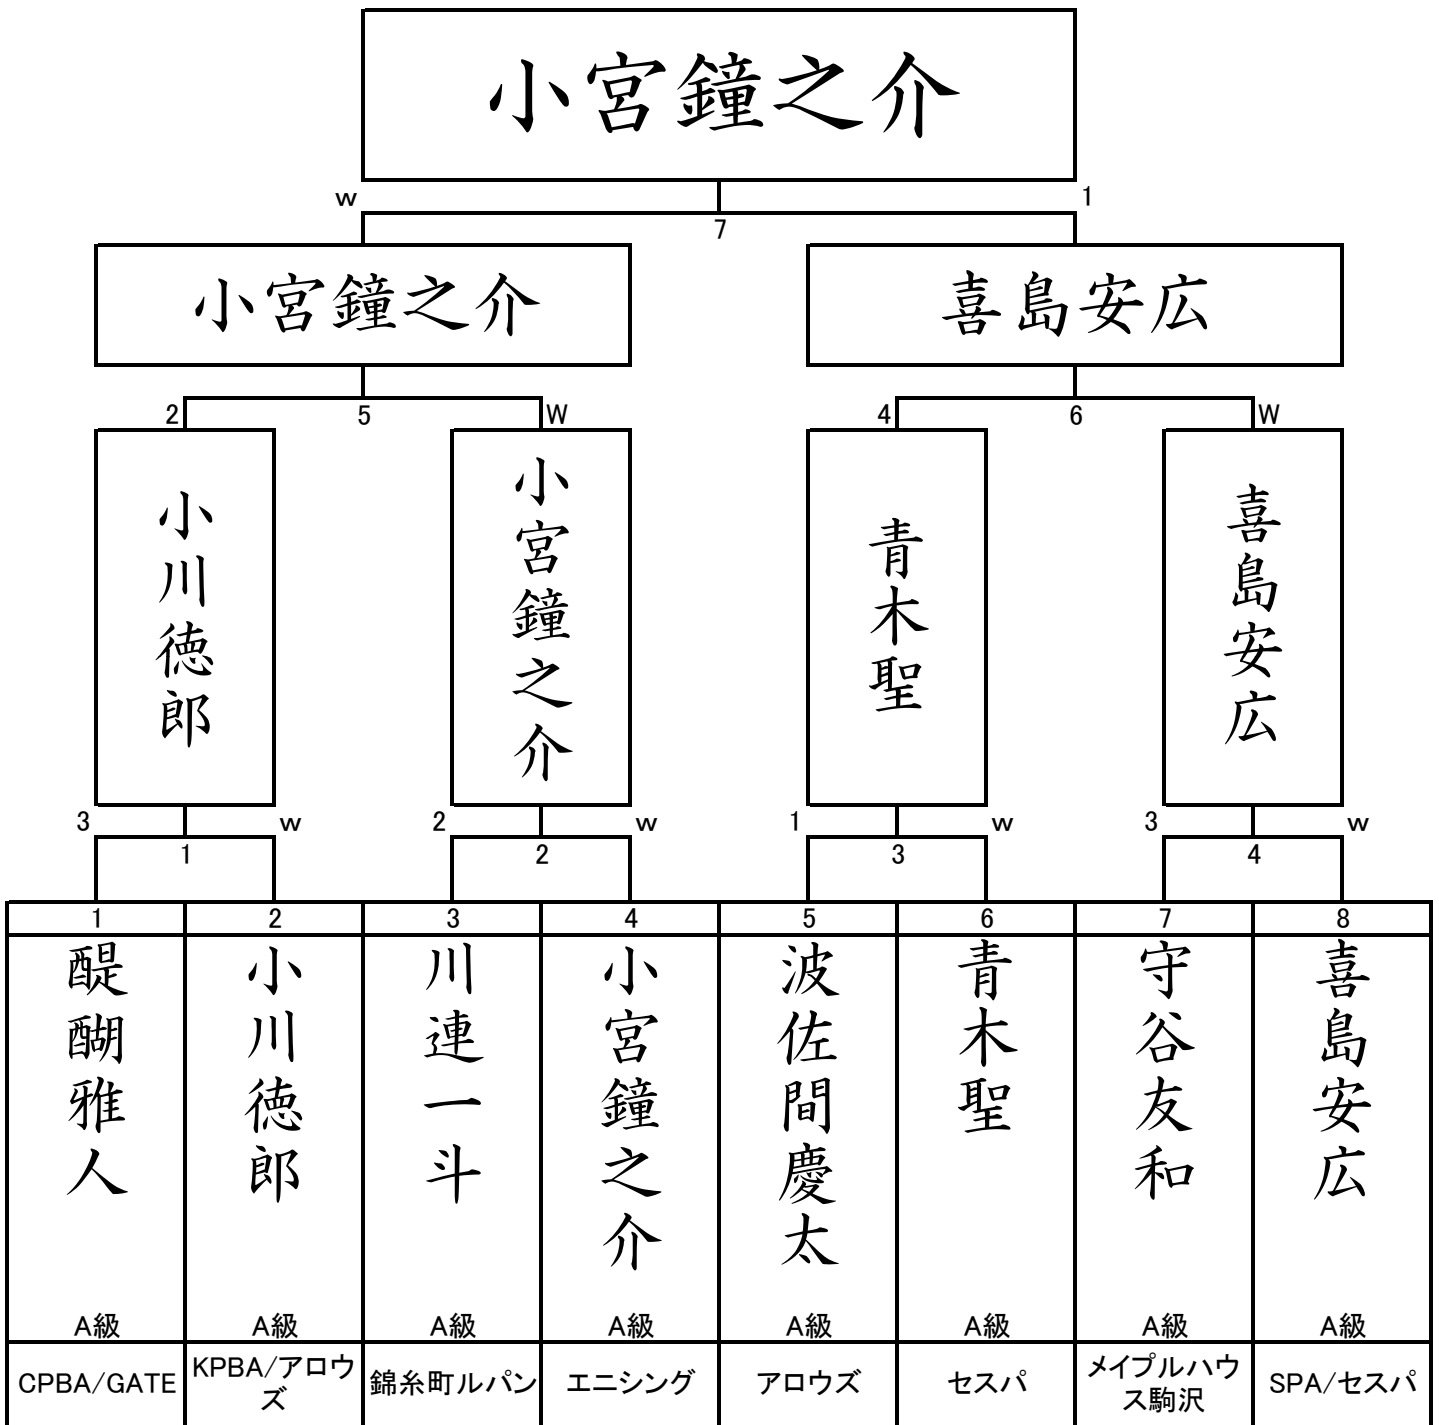 小宮鐘之介
w 1
7
小宮鐘之介 喜島安広
2 5 W 4 6 W
小川徳郎 小宮鐘之介 青木聖 喜島安広
3 w 2 w 1 w 3 w
1 2 3 4
1 2 3 4 5 6 7 8
醍醐雅人 小川徳郎 川連一斗 小宮鐘之介 波佐間慶太 青木聖 守谷友和 喜島安広
A級 A級 A級 A級 A級 A級 A級 A級
CPBA/GATE KPBA/アロウズ 錦糸町ルパン エニシング アロウズ セスパ メイプルハウス駒沢 SPA/セスパ